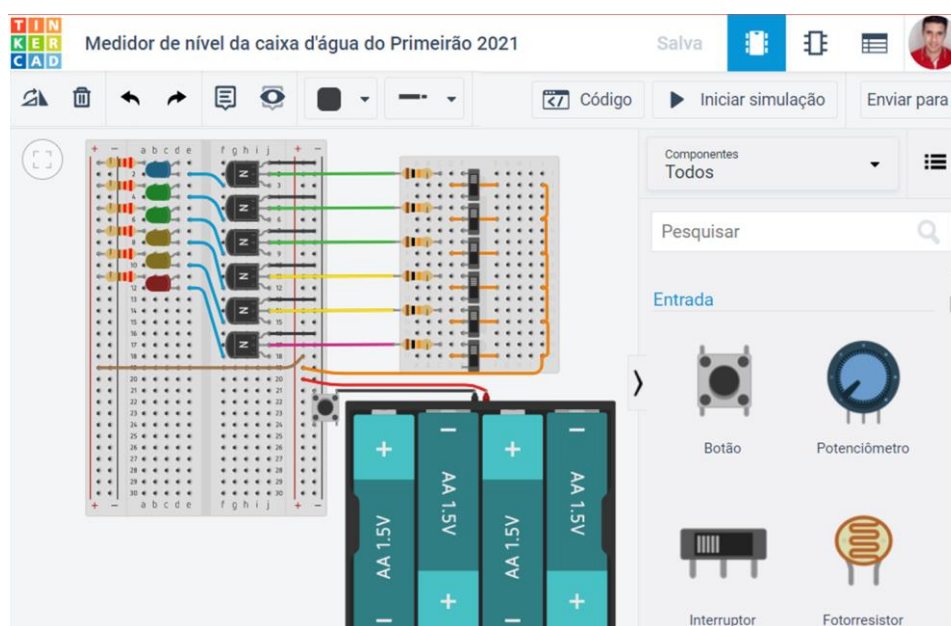 TIN
KER
CAD
Medidor de nível da caixa d'água do Primeirão 2021
Salva
Código
Iniciar simulação
Enviar para
Componentes
Todos
Pesquisar
Entrada
Botão
Potenciômetro
Interruptor
Fotorresistor
+ − a b c d e f g h i j + −
N
N
N
N
N
N
+ − a b c d e f g h i j + −
AA 1.5V
AA 1.5V
AA 1.5V
AA 1.5V